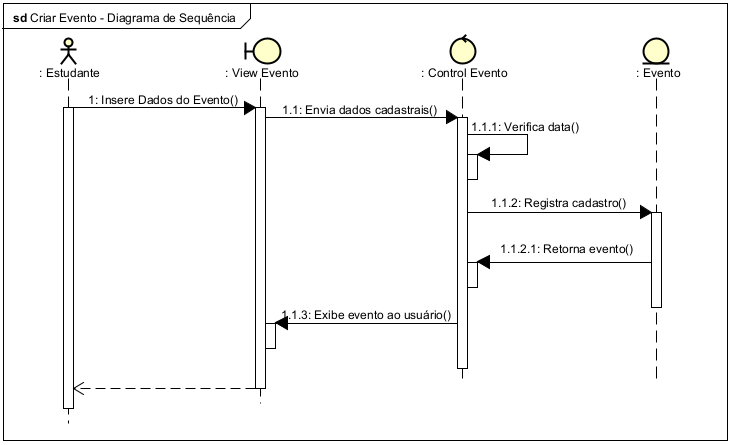 sd Criar Evento - Diagrama de Sequência
: Estudante
: View Evento
: Control Evento
: Evento
1: Insere Dados do Evento()
1.1: Envia dados cadastrais()
1.1.1: Verifica data()
1.1.2: Registra cadastro()
1.1.2.1: Retorna evento()
1.1.3: Exibe evento ao usuário()